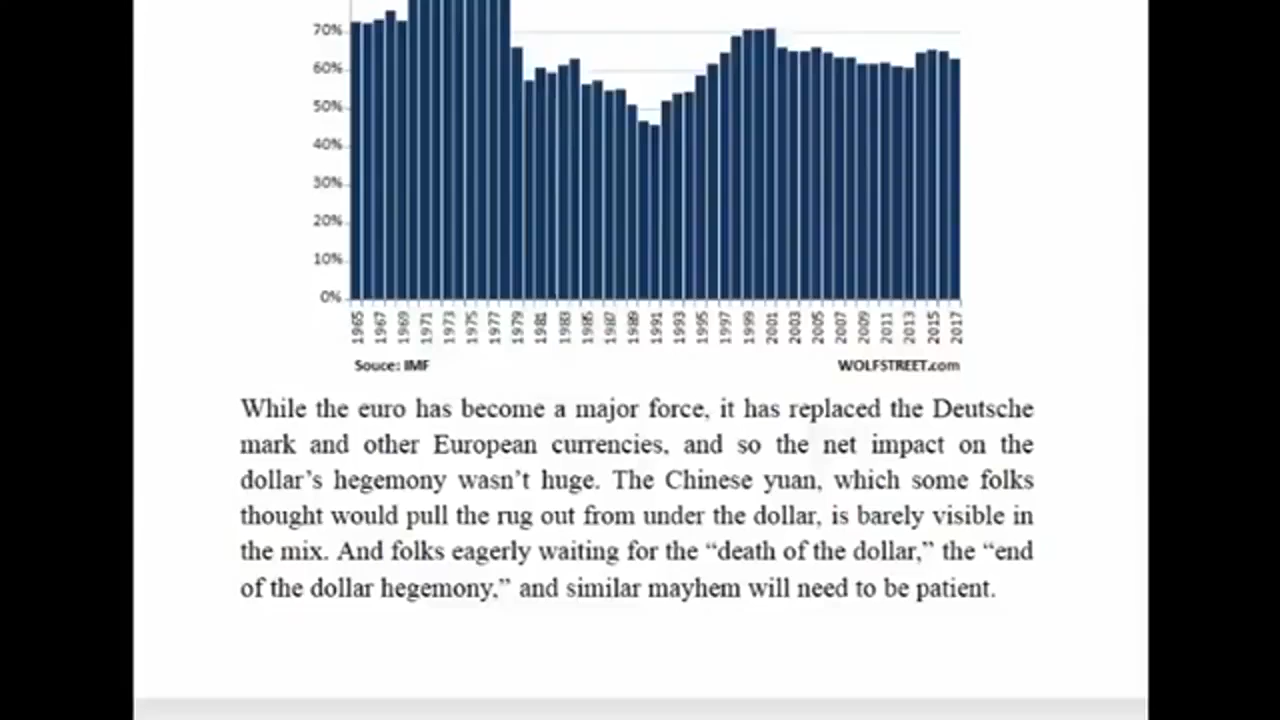 70%
60%
50%
40%
30%
20%
10%
0%
1965 1967 1969 1971 1973 1975 1977 1979 1981 1983 1985 1987 1989 1991 1993 1995 1997 1999 2001 2003 2005 2007 2009 2011 2013 2015 2017
Souce: IMF WOLFSTREET.com
While the euro has become a major force, it has replaced the Deutsche
mark and other European currencies, and so the net impact on the
dollar’s hegemony wasn’t huge. The Chinese yuan, which some folks
thought would pull the rug out from under the dollar, is barely visible in
the mix. And folks eagerly waiting for the “death of the dollar,” the “end
of the dollar hegemony,” and similar mayhem will need to be patient.